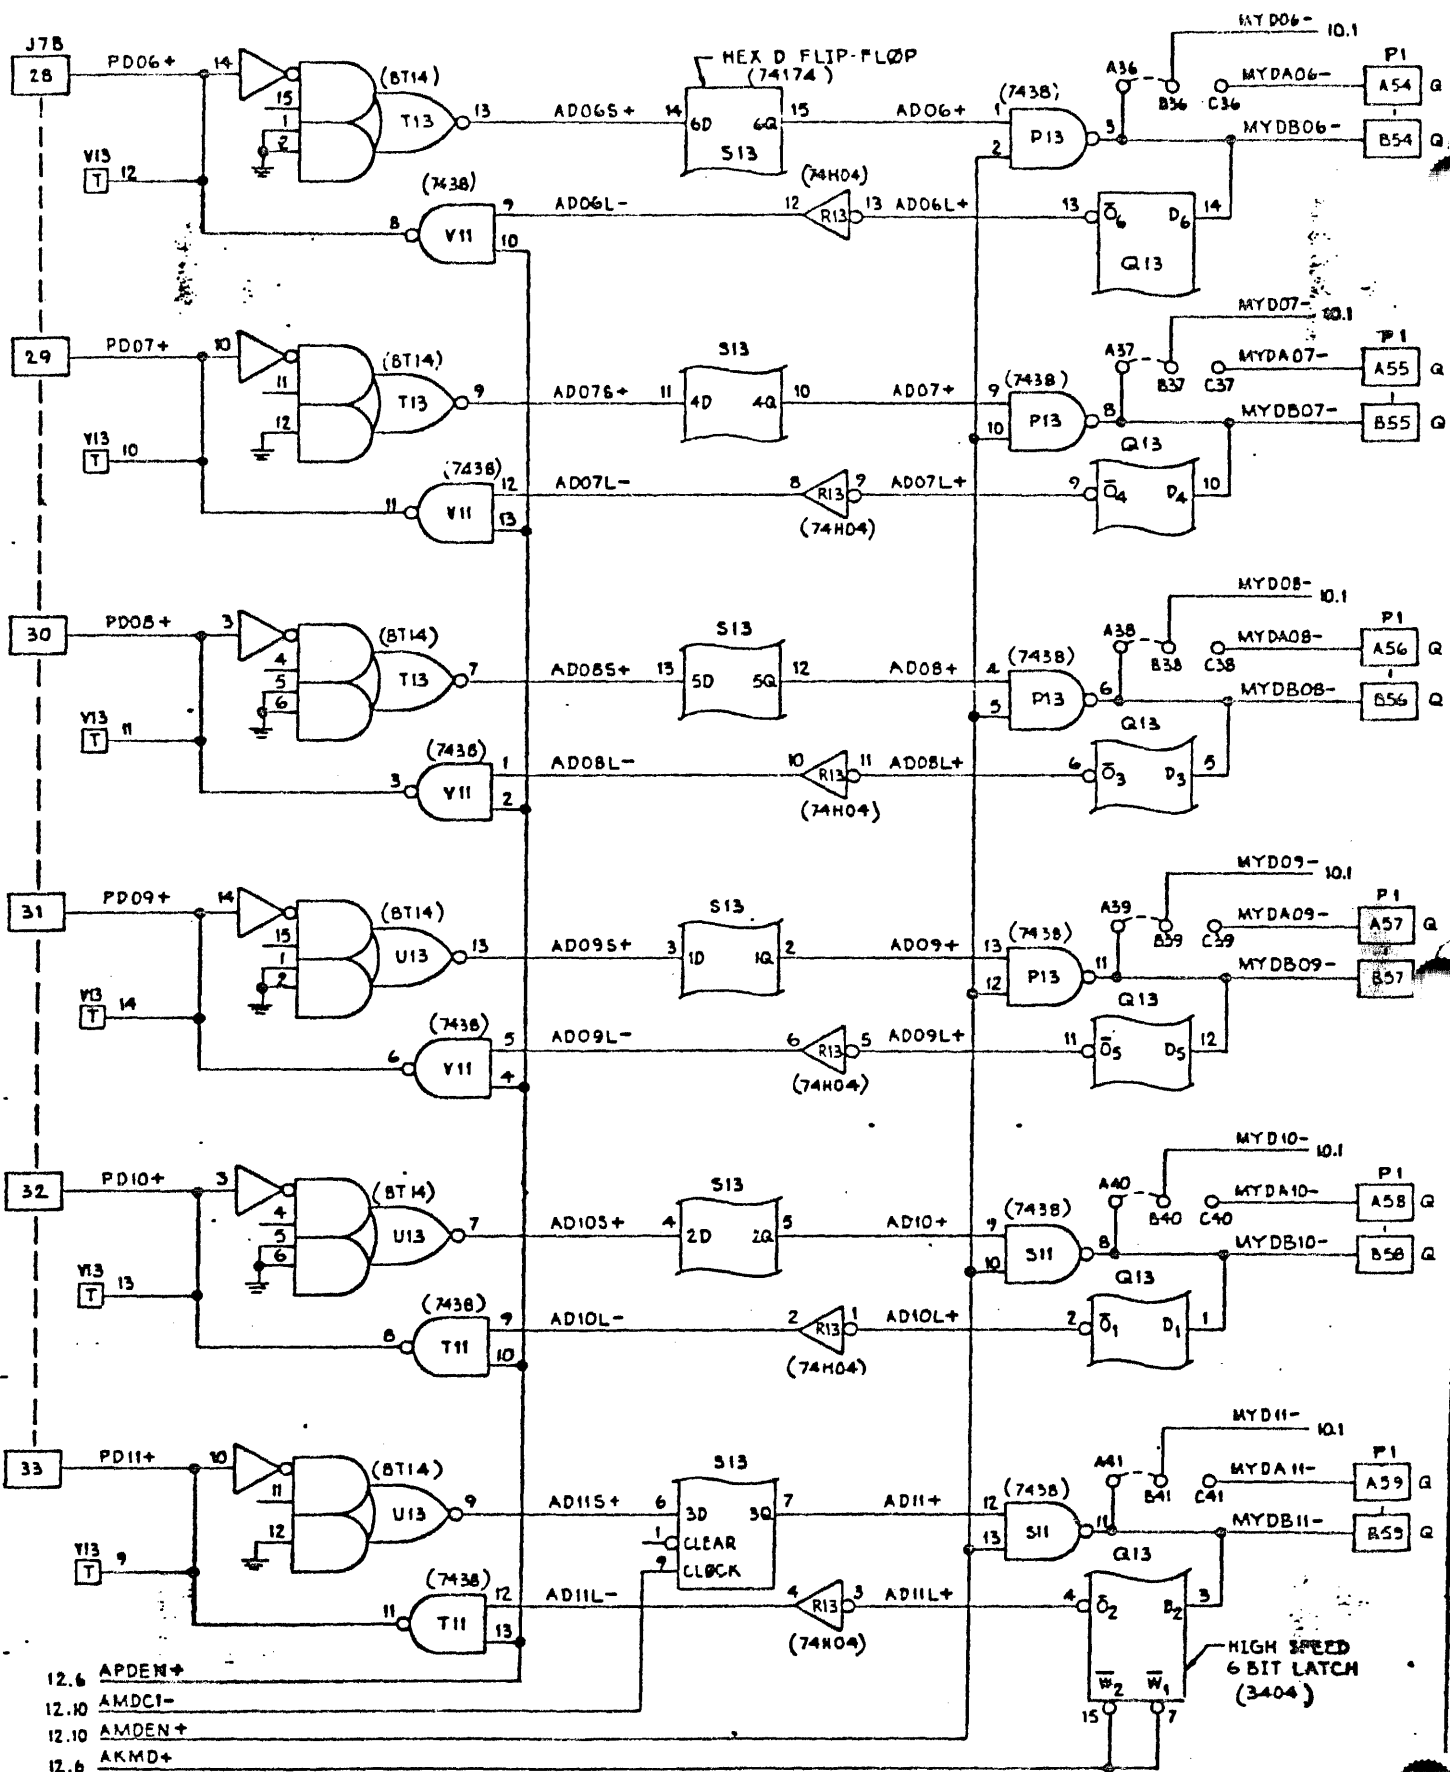 J7B
28 PD06+ 14 (8T14) 15 1 2 T13 13 AD06S+ 14 6D 6Q S13 15 AD06+ 1 2 (7438) P13 3
HEX D FLIP-FLØP
(74174)
MYD06- 10.1
A36 B36 C36 MYDA06- P1 A54 Q
MYDB06- B54 Q
V13 T 12
(7438) 8 V11 9 10 AD06L- 12 R13 13 (74H04) AD06L+ 13 Ō6 D6 14 Q13
29 PD07+ 10 (8T14) 11 12 T13 9 AD07S+ 11 4D 4Q S13 10 AD07+ 9 10 (7438) P13 8
MYD07- 10.1
A37 B37 C37 MYDA07- P1 A55 Q
MYDB07- B55 Q
V13 T 10
(7438) 11 V11 12 13 AD07L- 8 R13 9 (74H04) AD07L+ 9 Ō4 D4 10 Q13
30 PD08+ 3 (8T14) 4 5 6 T13 7 AD08S+ 13 5D 5Q S13 12 AD08+ 4 5 (7438) P13 6
MYD08- 10.1
A38 B38 C38 MYDA08- P1 A56 Q
MYDB08- B56 Q
V13 T 11
(7438) 3 V11 1 2 AD08L- 10 R13 11 (74H04) AD08L+ 6 Ō3 D3 5 Q13
31 PD09+ 14 (8T14) 15 1 2 U13 13 AD09S+ 3 1D 1Q S13 2 AD09+ 13 12 (7438) P13 11
MYD09- 10.1
A39 B39 C39 MYDA09- P1 A57 Q
MYDB09- B57
V13 T 14
(7438) 6 V11 5 4 AD09L- 6 R13 5 (74H04) AD09L+ 11 Ō5 D5 12 Q13
32 PD10+ 3 (8T14) 4 5 6 U13 7 AD10S+ 4 2D 2Q S13 5 AD10+ 9 10 (7438) S11 8
MYD10- 10.1
A40 B40 C40 MYDA10- P1 A58 Q
MYDB10- B58 Q
V13 T 13
(7438) 8 T11 9 10 AD10L- 2 R13 1 (74H04) AD10L+ 2 Ō1 D1 1 Q13
33 PD11+ 10 (8T14) 11 12 U13 9 AD11S+ 6 3D 3Q S13 7 AD11+ 12 13 (7438) S11 11
1 CLEAR
9 CLØCK
MYD11- 10.1
A41 B41 C41 MYDA11- P1 A59 Q
MYDB11- B59 Q
V13 T 9
(7438) 11 T11 12 13 AD11L- 4 R13 3 (74H04) AD11L+ 4 Ō2 D2 3 Q13
W̄2 W̄1
15 7
HIGH SPEED
6 BIT LATCH
(3404)
12.6 APDEN+
12.10 AMDC1-
12.10 AMDEN+
12.6 AKMD+